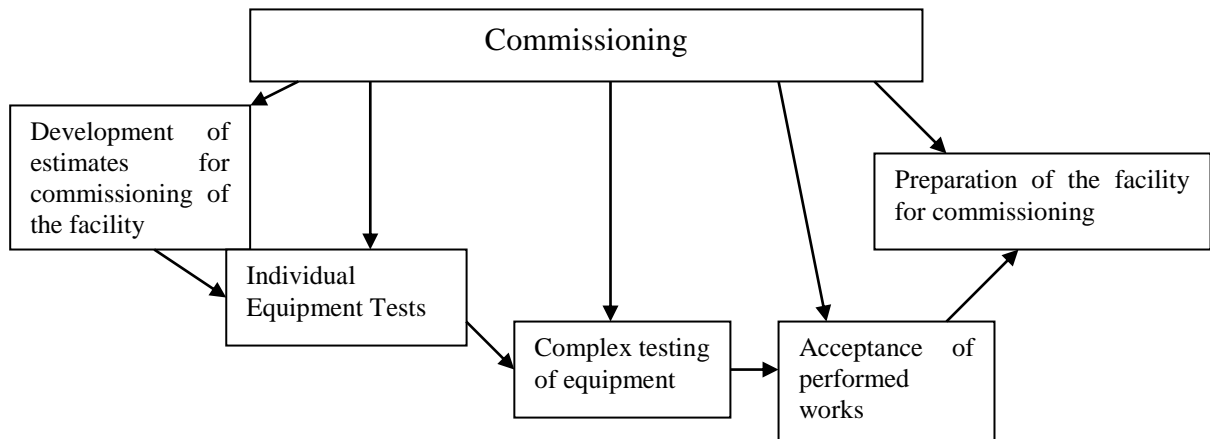 Commissioning
Development of
estimates for
commissioning of
the facility
Individual
Equipment Tests
Complex testing
of equipment
Acceptance of
performed
works
Preparation of the facility
for commissioning